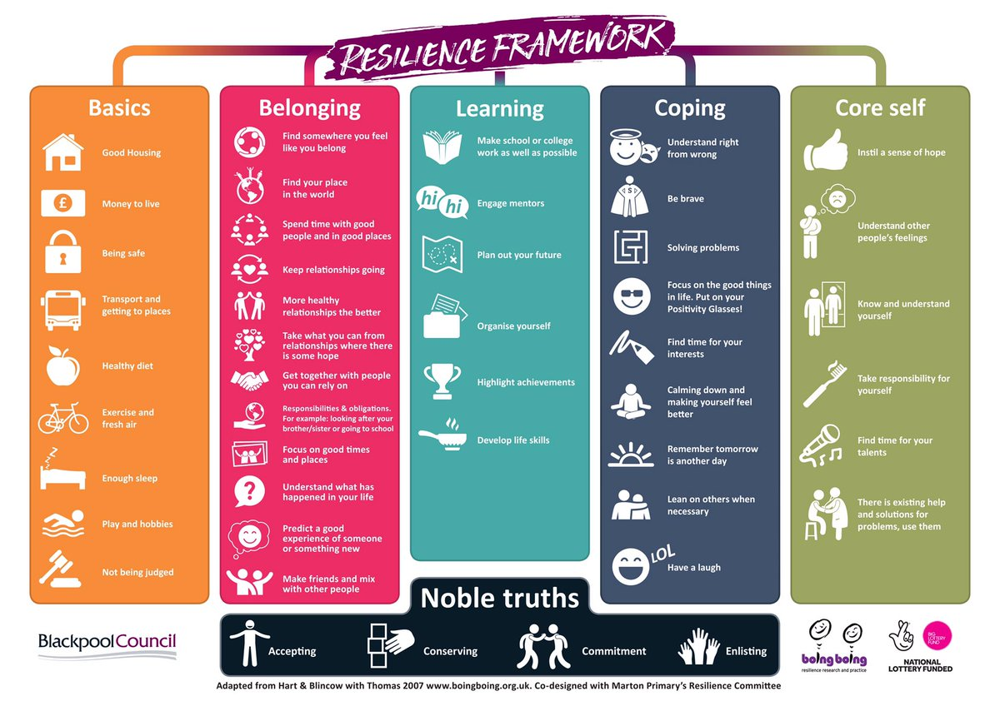 RESILIENCE FRAMEWORK
Basics
Good Housing
£
Money to live
Being safe
Transport and
getting to places
Healthy diet
Exercise and
fresh air
z z z
Enough sleep
Play and hobbies
Not being judged
Belonging
Find somewhere you feel
like you belong
Find your place
in the world
Spend time with good
people and in good places
Keep relationships going
More healthy
relationships the better
Take what you can from
relationships where there
is some hope
Get together with people
you can rely on
Responsibilities & obligations.
For example: looking after your
brother/sister or going to school
Focus on good times
and places
?
Understand what has
happened in your life
Predict a good
experience of someone
or something new
Make friends and mix
with other people
Learning
Make school or college
work as well as possible
hi hi
Engage mentors
Plan out your future
Organise yourself
Highlight achievements
Develop life skills
Coping
Understand right
from wrong
S
Be brave
Solving problems
Focus on the good things
in life. Put on your
Positivity Glasses!
Find time for your
interests
Calming down and
making yourself feel
better
Remember tomorrow
is another day
Lean on others when
necessary
LOL
Have a laugh
Core self
Instil a sense of hope
Understand other
people's feelings
Know and understand
yourself
Take responsibility for
yourself
Find time for your
talents
There is existing help
and solutions for
problems, use them
Noble truths
Accepting
Conserving
Commitment
Enlisting
BlackpoolCouncil
boingboing
resilience research and practice
BIG
LOTTERY
FUND
NATIONAL
LOTTERY FUNDED
Adapted from Hart & Blincow with Thomas 2007 www.boingboing.org.uk. Co-designed with Marton Primary's Resilience Committee